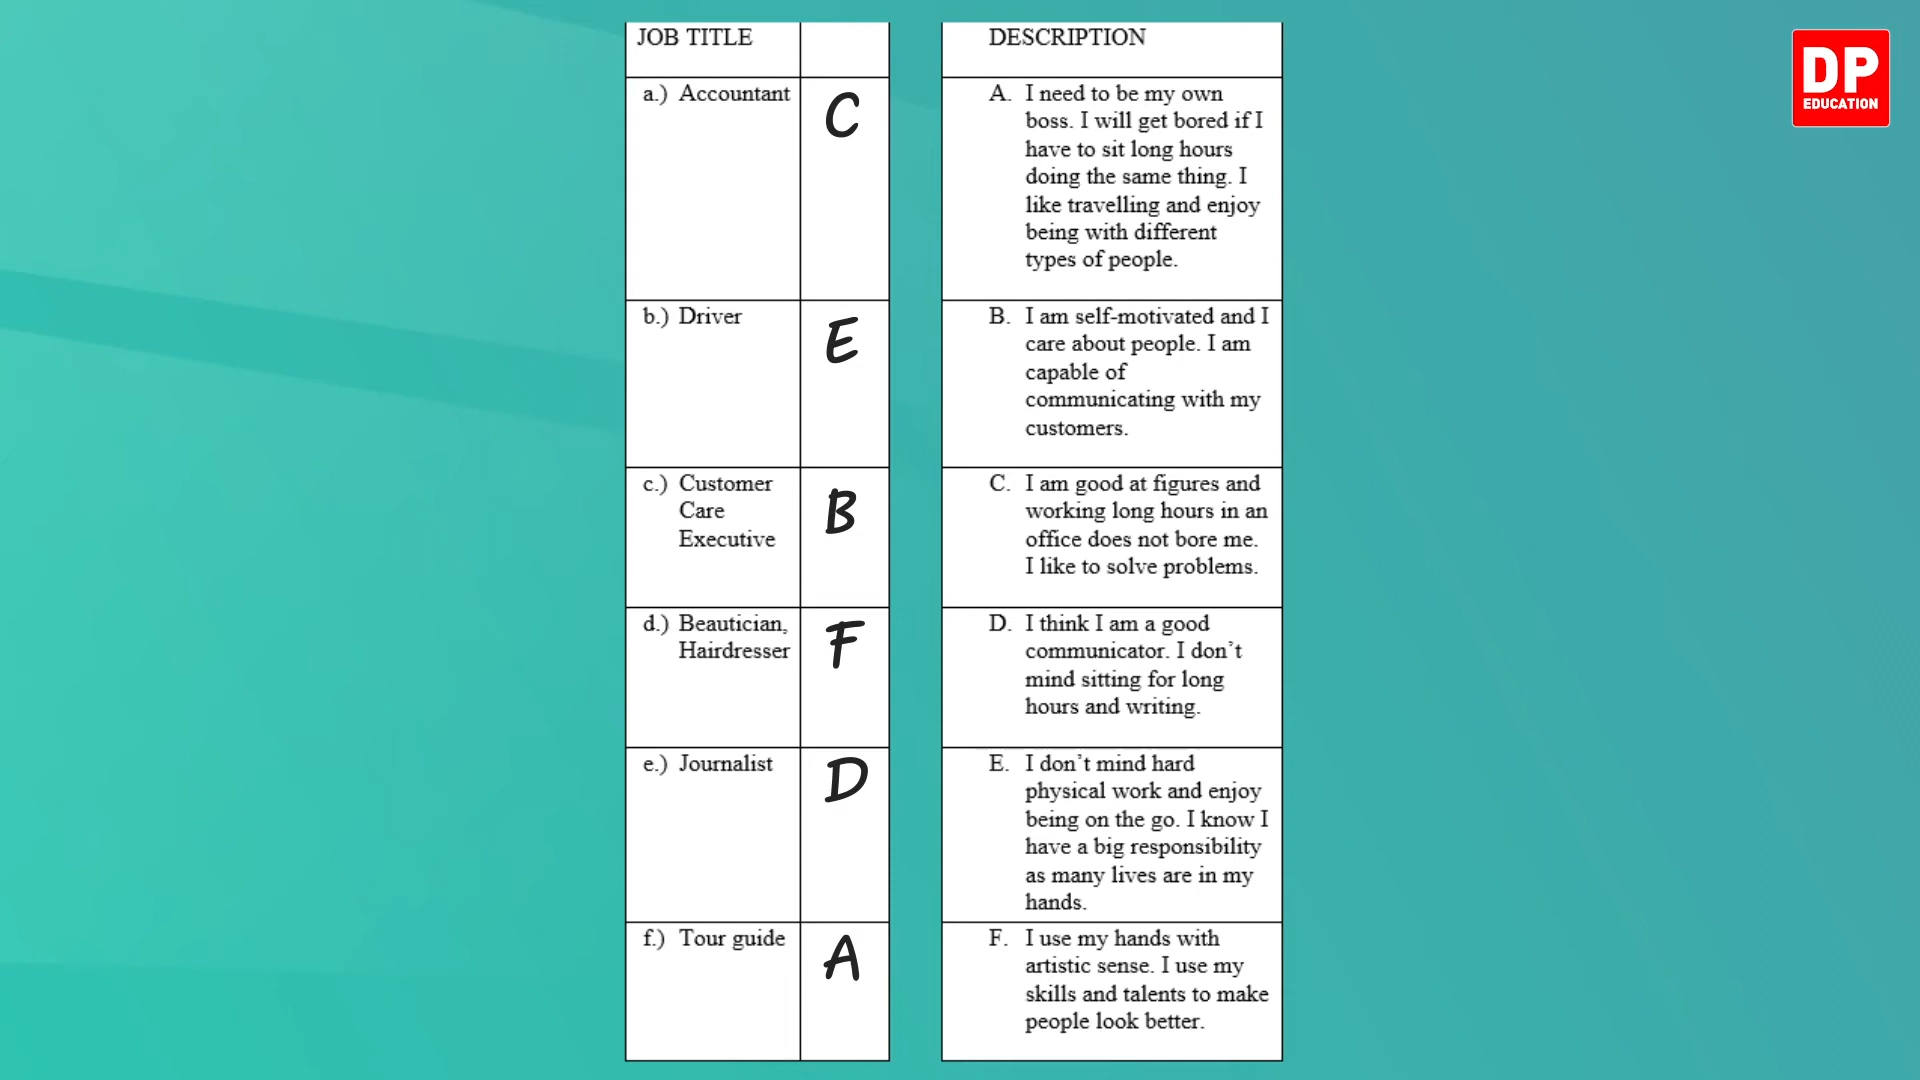 JOB TITLE
DESCRIPTION
a.) Accountant
C
A. I need to be my own
boss. I will get bored if I
have to sit long hours
doing the same thing. I
like travelling and enjoy
being with different
types of people.
b.) Driver
E
B. I am self-motivated and I
care about people. I am
capable of
communicating with my
customers.
c.) Customer
Care
Executive
B
C. I am good at figures and
working long hours in an
office does not bore me.
I like to solve problems.
d.) Beautician,
Hairdresser
F
D. I think I am a good
communicator. I don’t
mind sitting for long
hours and writing.
e.) Journalist
D
E. I don’t mind hard
physical work and enjoy
being on the go. I know I
have a big responsibility
as many lives are in my
hands.
f.) Tour guide
A
F. I use my hands with
artistic sense. I use my
skills and talents to make
people look better.
DP
EDUCATION